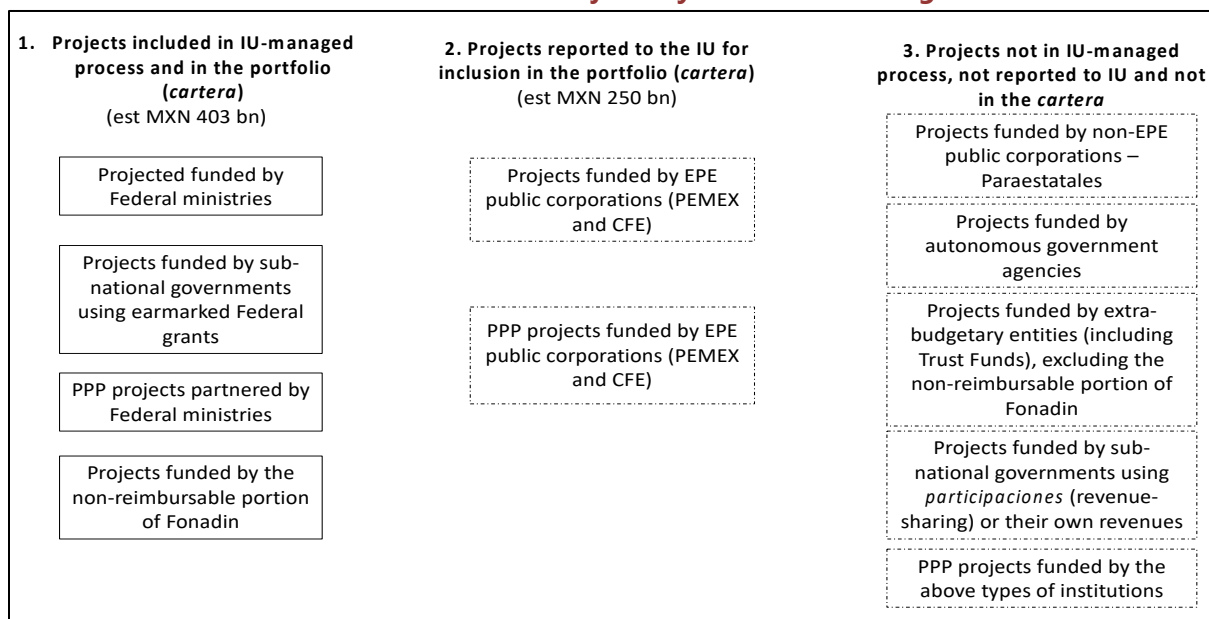 1. Projects included in IU-managed
process and in the portfolio
(cartera)
(est MXN 403 bn)
Projected funded by
Federal ministries
Projects funded by sub-
national governments
using earmarked Federal
grants
PPP projects partnered by
Federal ministries
Projects funded by the
non-reimbursable portion
of Fonadin
2. Projects reported to the IU for
inclusion in the portfolio (cartera)
(est MXN 250 bn)
Projects funded by EPE
public corporations (PEMEX
and CFE)
PPP projects funded by EPE
public corporations (PEMEX
and CFE)
3. Projects not in IU-managed
process, not reported to IU and not
in the cartera
Projects funded by non-EPE
public corporations –
Paraestatales
Projects funded by
autonomous government
agencies
Projects funded by extra-
budgetary entities (including
Trust Funds), excluding the
non-reimbursable portion of
Fonadin
Projects funded by sub-
national governments using
participaciones (revenue-
sharing) or their own revenues
PPP projects funded by the
above types of institutions